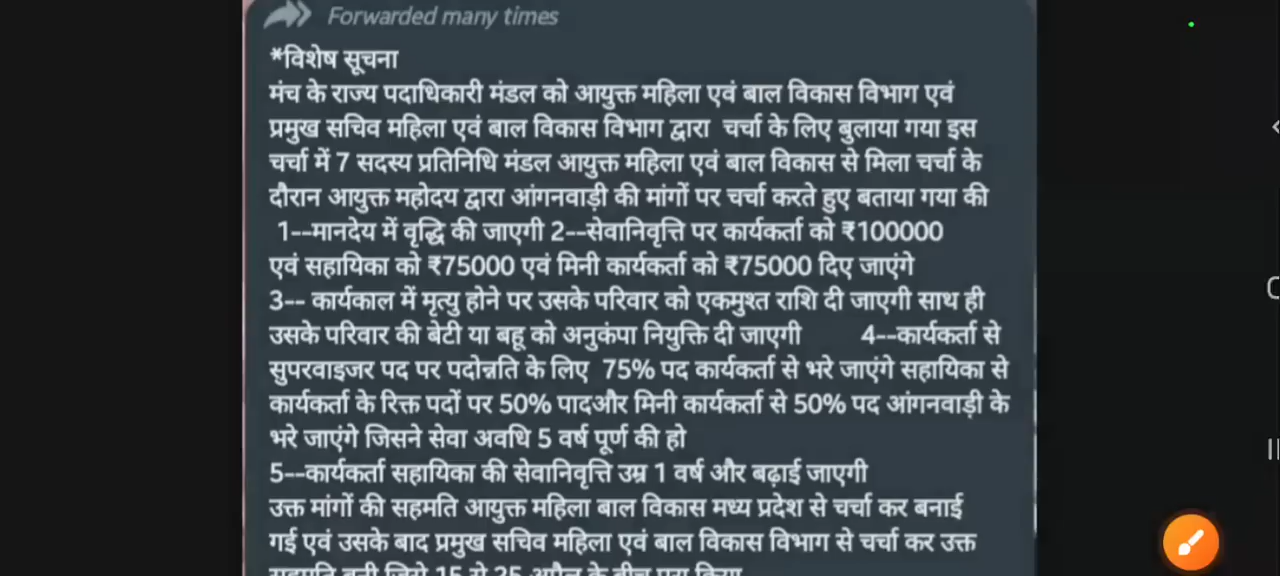 Forwarded many times
*विशेष सूचना
मंच के राज्य पदाधिकारी मंडल को आयुक्त महिला एवं बाल विकास विभाग एवं
प्रमुख सचिव महिला एवं बाल विकास विभाग द्वारा चर्चा के लिए बुलाया गया इस
चर्चा में 7 सदस्य प्रतिनिधि मंडल आयुक्त महिला एवं बाल विकास से मिला चर्चा के
दौरान आयुक्त महोदय द्वारा आंगनवाड़ी की मांगों पर चर्चा करते हुए बताया गया की
1--मानदेय में वृद्धि की जाएगी 2--सेवानिवृत्ति पर कार्यकर्ता को ₹100000
एवं सहायिका को ₹75000 एवं मिनी कार्यकर्ता को ₹75000 दिए जाएंगे
3-- कार्यकाल में मृत्यु होने पर उसके परिवार को एकमुश्त राशि दी जाएगी साथ ही
उसके परिवार की बेटी या बहू को अनुकंपा नियुक्ति दी जाएगी 4--कार्यकर्ता से
सुपरवाइजर पद पर पदोन्नति के लिए 75% पद कार्यकर्ता से भरे जाएंगे सहायिका से
कार्यकर्ता के रिक्त पदों पर 50% पादऔर मिनी कार्यकर्ता से 50% पद आंगनवाड़ी के
भरे जाएंगे जिसने सेवा अवधि 5 वर्ष पूर्ण की हो
5--कार्यकर्ता सहायिका की सेवानिवृत्ति उम्र 1 वर्ष और बढ़ाई जाएगी
उक्त मांगों की सहमति आयुक्त महिला बाल विकास मध्य प्रदेश से चर्चा कर बनाई
गई एवं उसके बाद प्रमुख सचिव महिला एवं बाल विकास विभाग से चर्चा कर उक्त